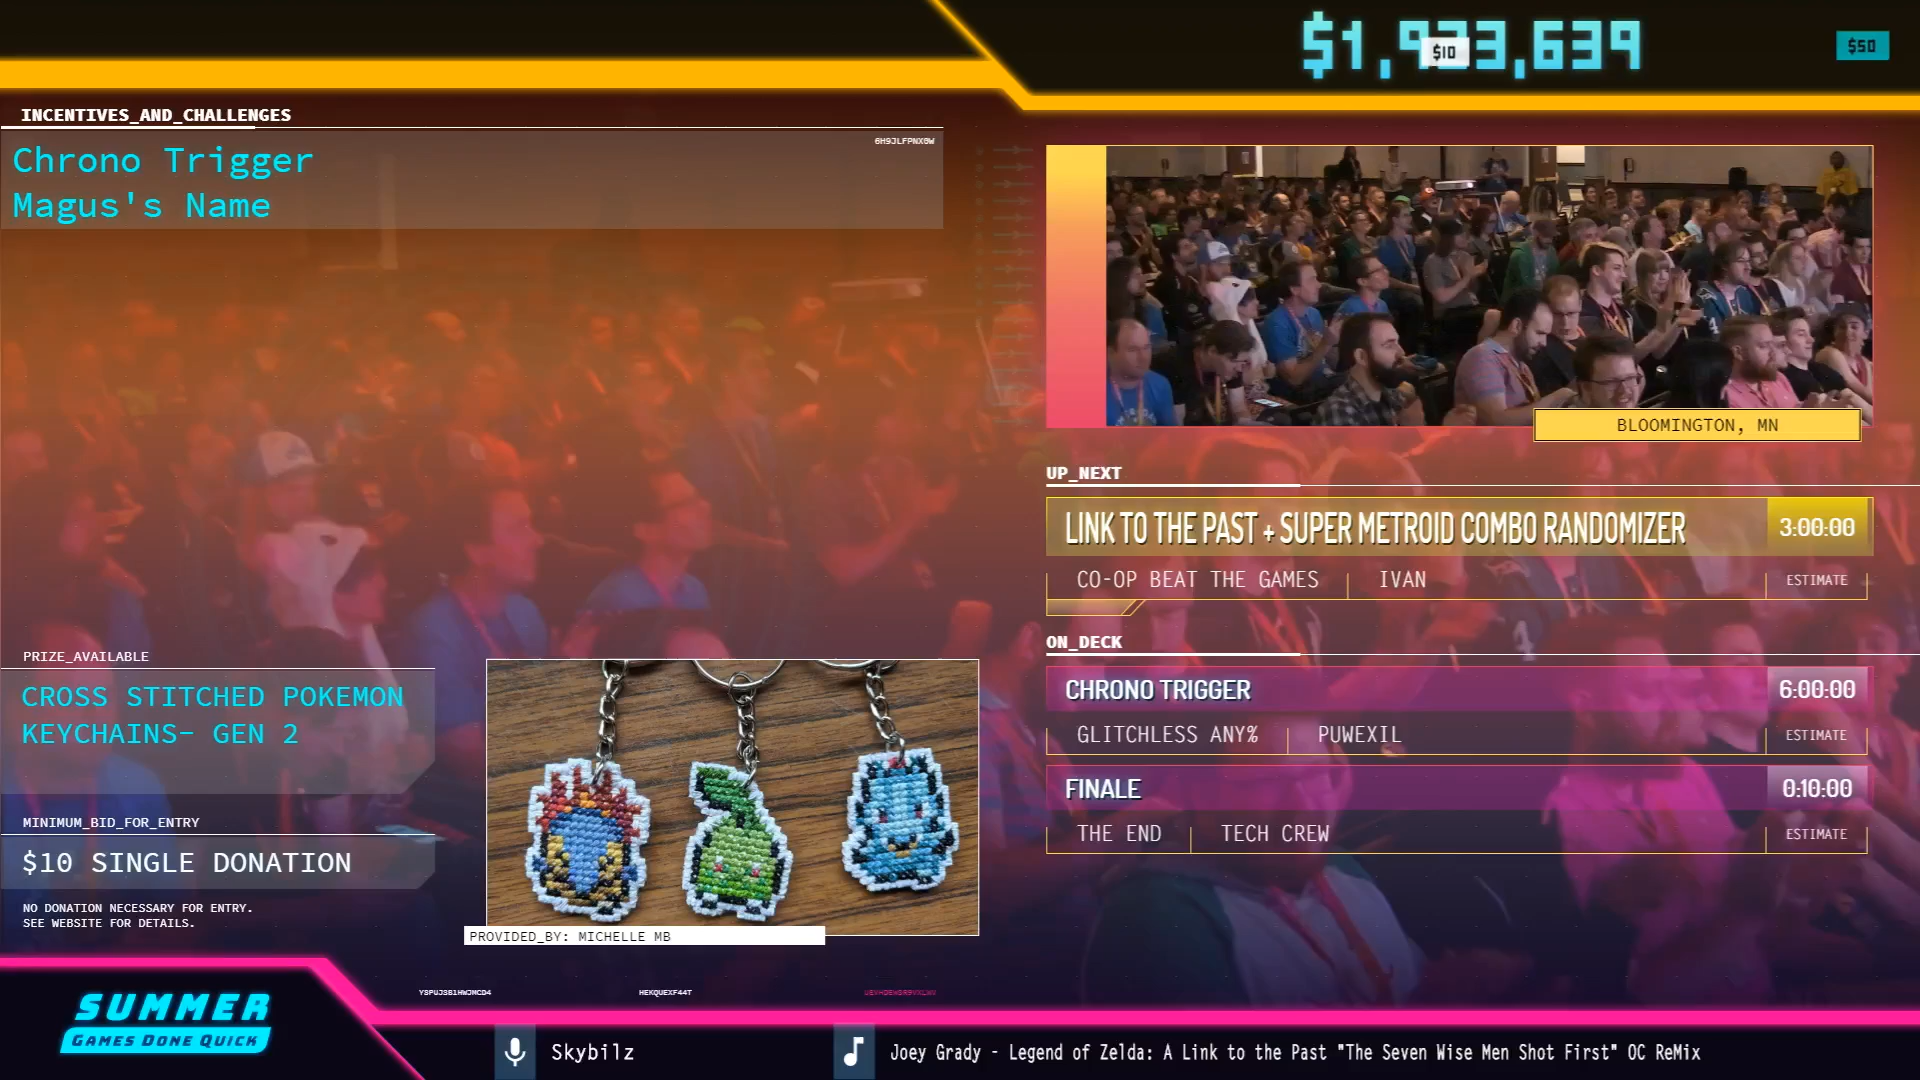 $10
$50
INCENTIVES_AND_CHALLENGES
Chrono Trigger
Magus's Name
BLOOMINGTON, MN
UP_NEXT
LINK TO THE PAST + SUPER METROID COMBO RANDOMIZER 3:00:00
CO-OP BEAT THE GAMES IVAN ESTIMATE
ON_DECK
CHRONO TRIGGER 6:00:00
GLITCHLESS ANY% PUWEXIL ESTIMATE
FINALE 0:10:00
THE END TECH CREW ESTIMATE
PRIZE_AVAILABLE
CROSS STITCHED POKEMON
KEYCHAINS- GEN 2
MINIMUM_BID_FOR_ENTRY
$10 SINGLE DONATION
NO DONATION NECESSARY FOR ENTRY.
SEE WEBSITE FOR DETAILS.
PROVIDED_BY: MICHELLE MB
SUMMER
GAMES DONE QUICK
Skybilz
Joey Grady - Legend of Zelda: A Link to the Past "The Seven Wise Men Shot First" OC ReMix